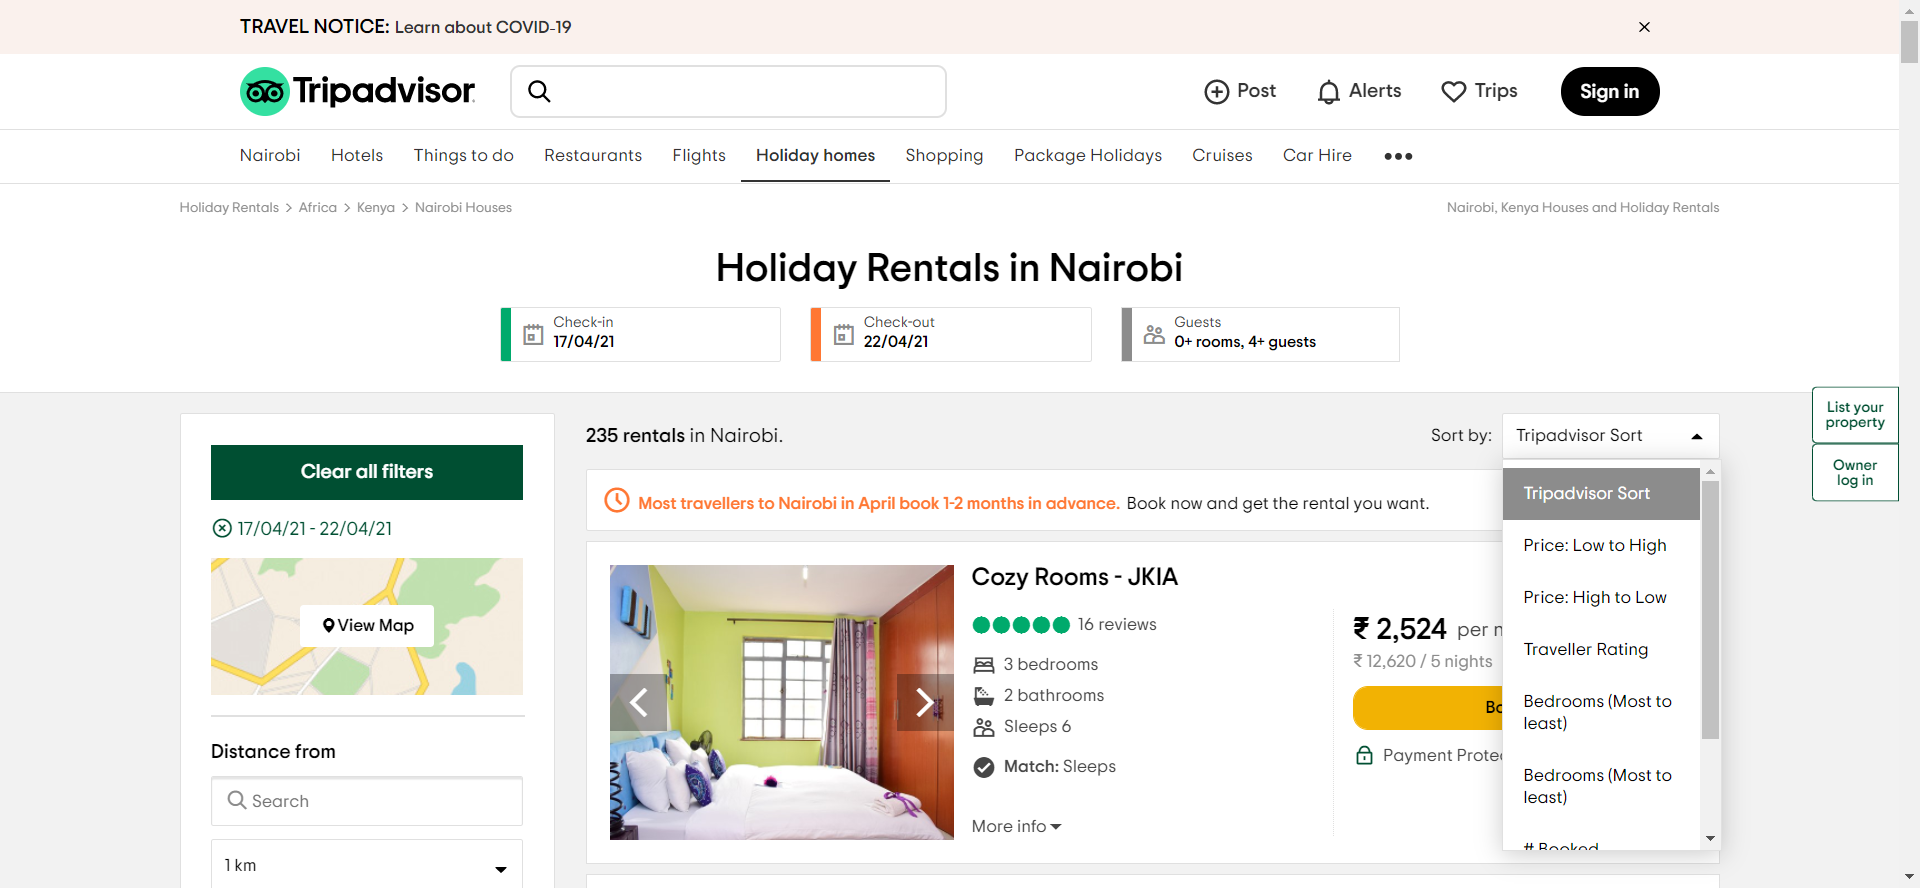 TRAVEL NOTICE: Learn about COVID-19
Tripadvisor
Post
Alerts
Trips
Sign in
Nairobi
Hotels
Things to do
Restaurants
Flights
Holiday homes
Shopping
Package Holidays
Cruises
Car Hire
Holiday Rentals > Africa > Kenya > Nairobi Houses
Nairobi, Kenya Houses and Holiday Rentals
Holiday Rentals in Nairobi
Check-in
17/04/21
Check-out
22/04/21
Guests
0+ rooms, 4+ guests
List your
property
Owner
log in
Clear all filters
17/04/21 - 22/04/21
View Map
Distance from
Search
1 km
235 rentals in Nairobi.
Sort by:
Tripadvisor Sort
Most travellers to Nairobi in April book 1-2 months in advance. Book now and get the rental you want.
Cozy Rooms - JKIA
16 reviews
3 bedrooms
2 bathrooms
Sleeps 6
Match: Sleeps
More info
₹ 2,524 per n
₹ 12,620 / 5 nights
Bo
Payment Prote
Tripadvisor Sort
Price: Low to High
Price: High to Low
Traveller Rating
Bedrooms (Most to
least)
Bedrooms (Most to
least)
# Booked